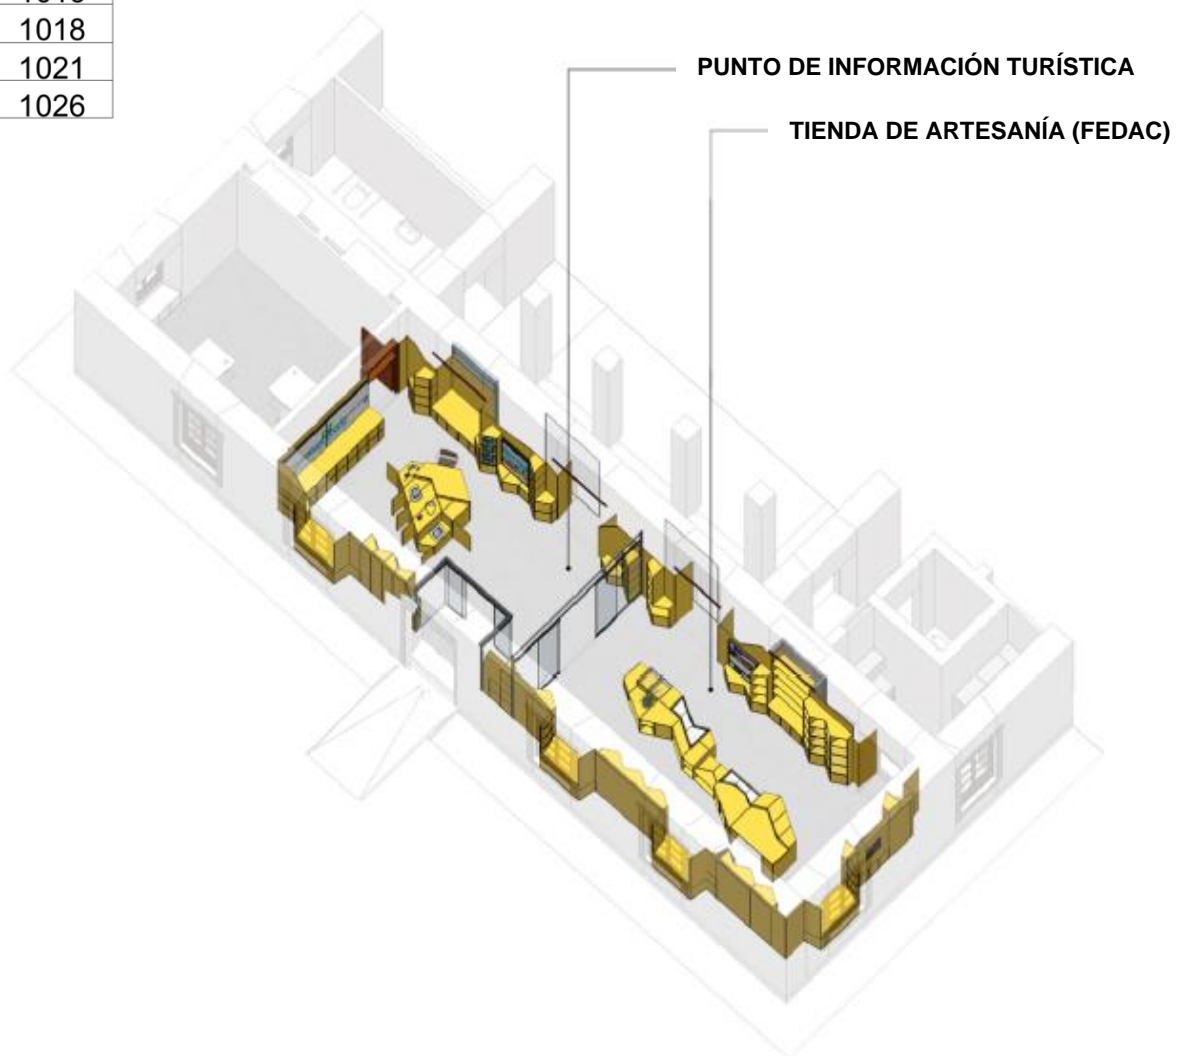 1018
1021
1026
PUNTO DE INFORMACIÓN TURÍSTICA
TIENDA DE ARTESANÍA (FEDAC)